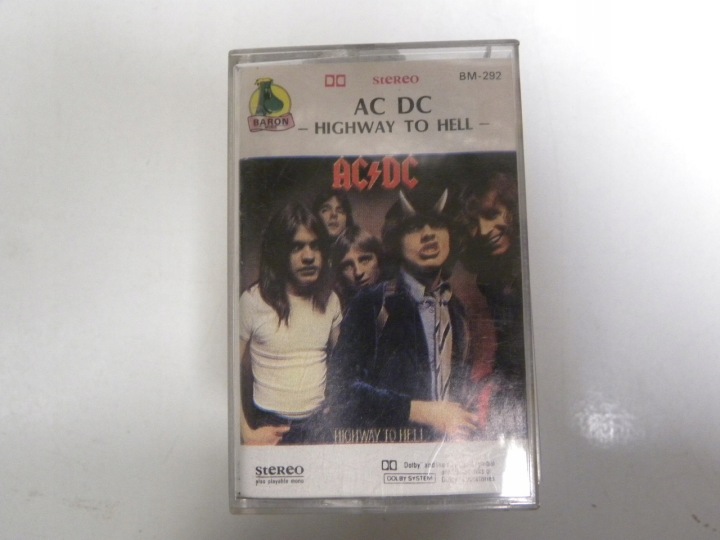 STEREO BM-292
BARON
AC DC
- HIGHWAY TO HELL -
AC⚡DC
HIGHWAY TO HELL
STEREO
plus playable mono
Dolby and
DOLBY SYSTEM